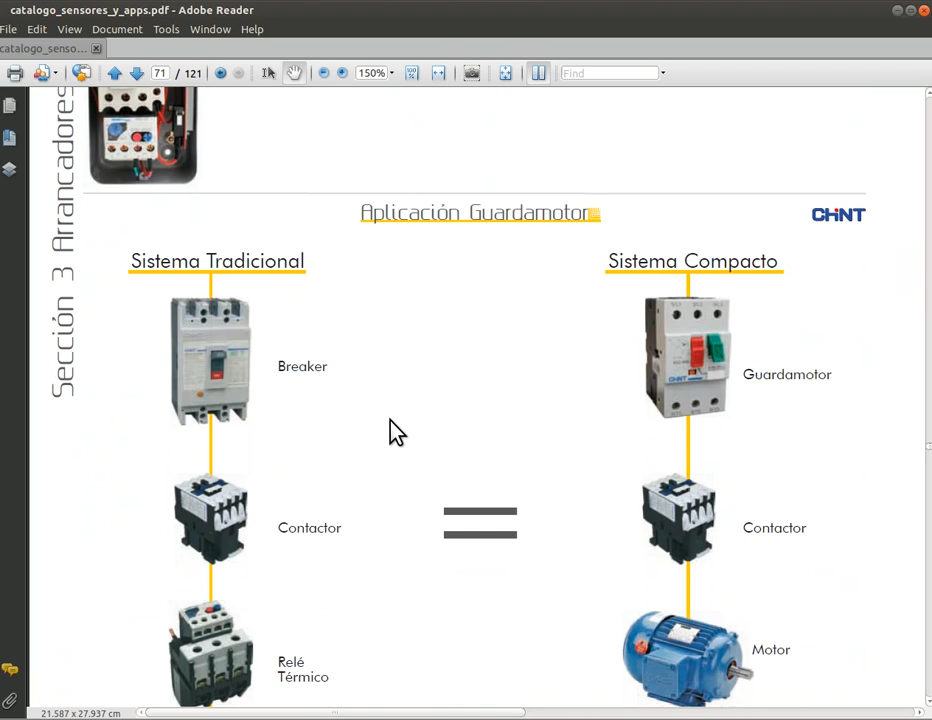 catalogo_sensores_y_apps.pdf - Adobe Reader
File Edit View Document Tools Window Help
catalogo_senso...
71 / 121 150% Find
Sección 3 Arrancadores
Aplicación Guardamotor
CHINT
Sistema Tradicional
Sistema Compacto
Breaker
Guardamotor
Contactor
Contactor
Relé
Térmico
Motor
21.587 x 27.937 cm